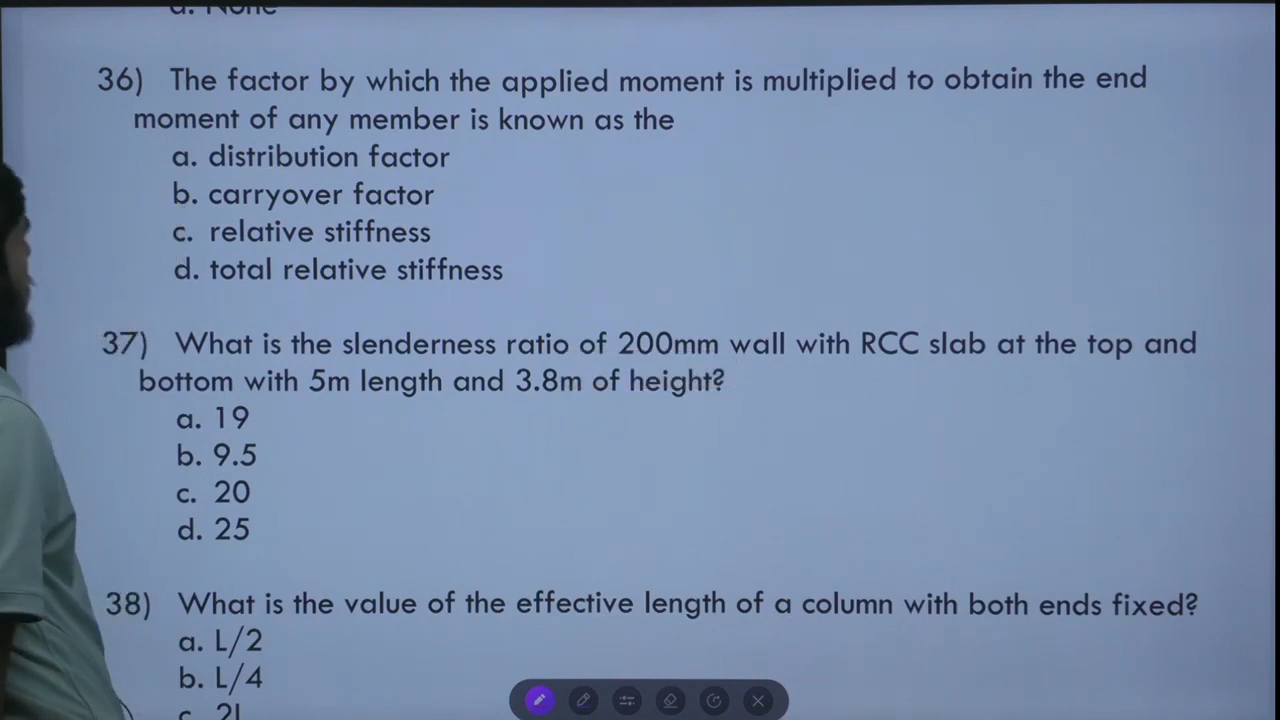 d. None
36) The factor by which the applied moment is multiplied to obtain the end
moment of any member is known as the
a. distribution factor
b. carryover factor
c. relative stiffness
d. total relative stiffness
37) What is the slenderness ratio of 200mm wall with RCC slab at the top and
bottom with 5m length and 3.8m of height?
a. 19
b. 9.5
c. 20
d. 25
38) What is the value of the effective length of a column with both ends fixed?
a. L/2
b. L/4
c. 2L